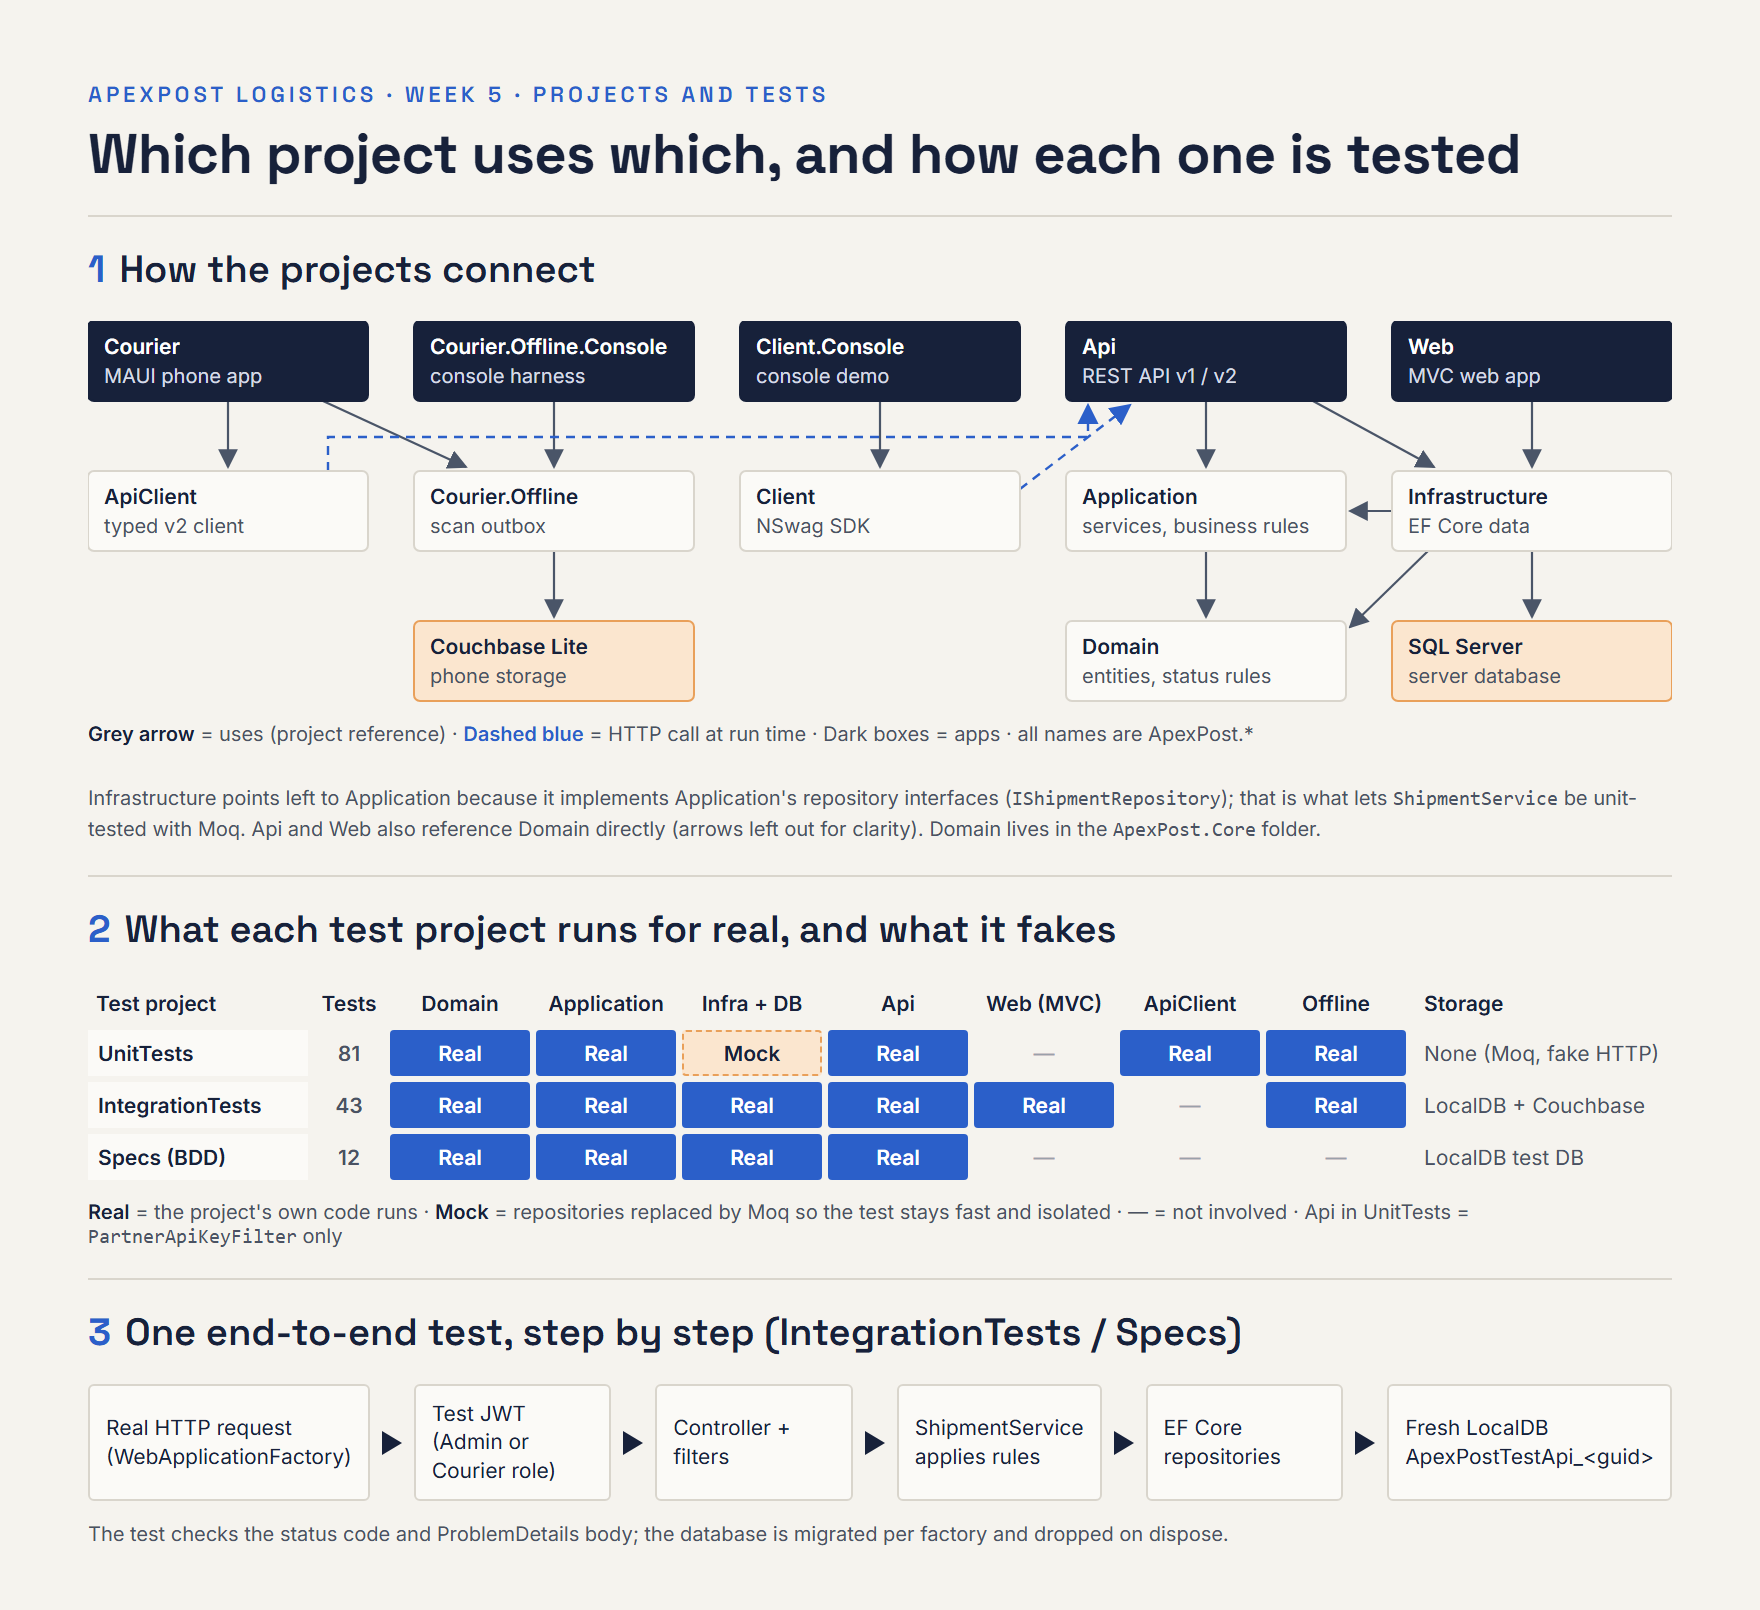 APEXPOST LOGISTICS · WEEK 5 · PROJECTS AND TESTS
Which project uses which, and how each one is tested
1 How the projects connect
Courier
MAUI phone app
Courier.Offline.Console
console harness
Client.Console
console demo
Api
REST API v1 / v2
Web
MVC web app
ApiClient
typed v2 client
Courier.Offline
scan outbox
Client
NSwag SDK
Application
services, business rules
Infrastructure
EF Core data
Couchbase Lite
phone storage
Domain
entities, status rules
SQL Server
server database
Grey arrow = uses (project reference) · Dashed blue = HTTP call at run time · Dark boxes = apps · all names are ApexPost.*
Infrastructure points left to Application because it implements Application's repository interfaces (IShipmentRepository); that is what lets ShipmentService be unit-
tested with Moq. Api and Web also reference Domain directly (arrows left out for clarity). Domain lives in the ApexPost.Core folder.
2 What each test project runs for real, and what it fakes
Test project Tests Domain Application Infra + DB Api Web (MVC) ApiClient Offline Storage
UnitTests 81 Real Real Mock Real — Real Real None (Moq, fake HTTP)
IntegrationTests 43 Real Real Real Real Real — Real LocalDB + Couchbase
Specs (BDD) 12 Real Real Real Real — — — LocalDB test DB
Real = the project's own code runs · Mock = repositories replaced by Moq so the test stays fast and isolated · — = not involved · Api in UnitTests =
PartnerApiKeyFilter only
3 One end-to-end test, step by step (IntegrationTests / Specs)
Real HTTP request
(WebApplicationFactory)
Test JWT
(Admin or
Courier role)
Controller +
filters
ShipmentService
applies rules
EF Core
repositories
Fresh LocalDB
ApexPostTestApi_<guid>
The test checks the status code and ProblemDetails body; the database is migrated per factory and dropped on dispose.